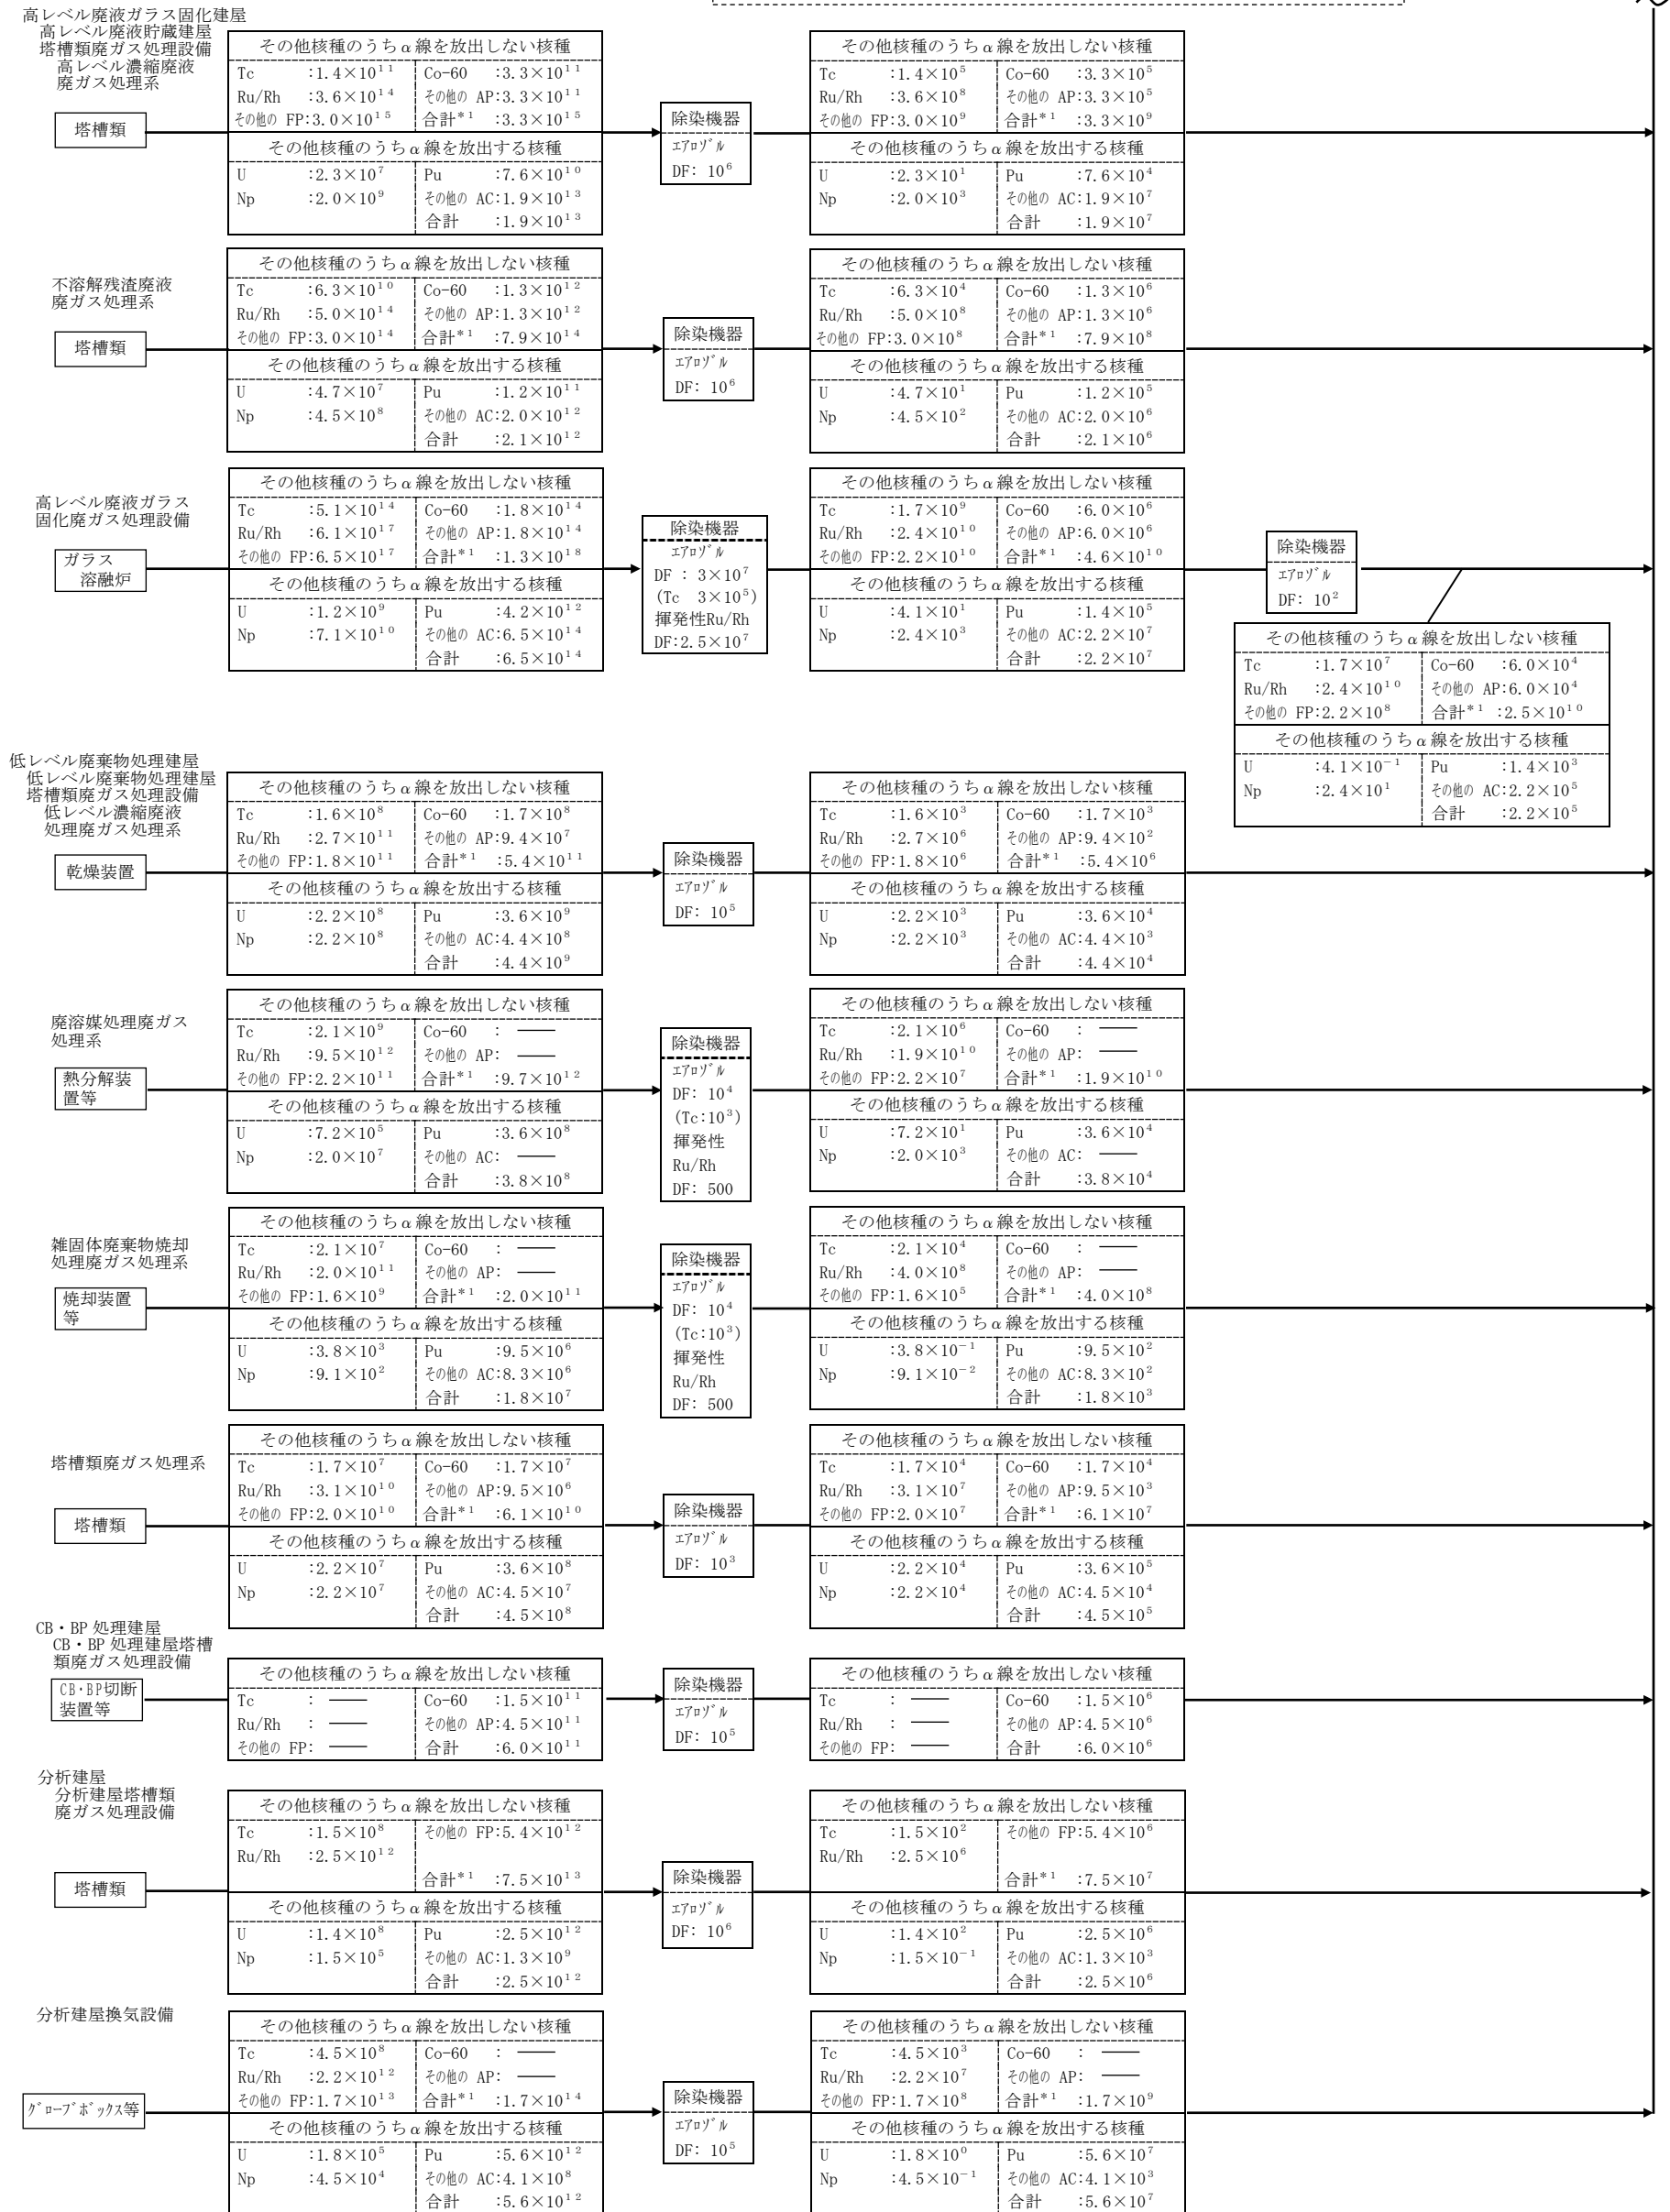 高レベル廃液ガラス固化建屋
高レベル廃液貯蔵建屋
塔槽類廃ガス処理設備
高レベル濃縮廃液
廃ガス処理系
塔槽類
その他核種のうちα線を放出しない核種
Tc :1.4×10¹¹ Co-60 :3.3×10¹¹
Ru/Rh :3.6×10¹⁴ その他の AP:3.3×10¹¹
その他の FP:3.0×10¹⁵ 合計*¹ :3.3×10¹⁵
その他核種のうちα線を放出する核種
U :2.3×10⁷ Pu :7.6×10¹⁰
Np :2.0×10⁹ その他の AC:1.9×10¹³
合計 :1.9×10¹³
除染機器
エアロゾル
DF: 10⁶
その他核種のうちα線を放出しない核種
Tc :1.4×10⁵ Co-60 :3.3×10⁵
Ru/Rh :3.6×10⁸ その他の AP:3.3×10⁵
その他の FP:3.0×10⁹ 合計*¹ :3.3×10⁹
その他核種のうちα線を放出する核種
U :2.3×10¹ Pu :7.6×10⁴
Np :2.0×10³ その他の AC:1.9×10⁷
合計 :1.9×10⁷
不溶解残渣廃液
廃ガス処理系
塔槽類
その他核種のうちα線を放出しない核種
Tc :6.3×10¹⁰ Co-60 :1.3×10¹²
Ru/Rh :5.0×10¹⁴ その他の AP:1.3×10¹²
その他の FP:3.0×10¹⁴ 合計*¹ :7.9×10¹⁴
その他核種のうちα線を放出する核種
U :4.7×10⁷ Pu :1.2×10¹¹
Np :4.5×10⁸ その他の AC:2.0×10¹²
合計 :2.1×10¹²
除染機器
エアロゾル
DF: 10⁶
その他核種のうちα線を放出しない核種
Tc :6.3×10⁴ Co-60 :1.3×10⁶
Ru/Rh :5.0×10⁸ その他の AP:1.3×10⁶
その他の FP:3.0×10⁸ 合計*¹ :7.9×10⁸
その他核種のうちα線を放出する核種
U :4.7×10¹ Pu :1.2×10⁵
Np :4.5×10² その他の AC:2.0×10⁶
合計 :2.1×10⁶
高レベル廃液ガラス
固化廃ガス処理設備
ガラス
溶融炉
その他核種のうちα線を放出しない核種
Tc :5.1×10¹⁴ Co-60 :1.8×10¹⁴
Ru/Rh :6.1×10¹⁷ その他の AP:1.8×10¹⁴
その他の FP:6.5×10¹⁷ 合計*¹ :1.3×10¹⁸
その他核種のうちα線を放出する核種
U :1.2×10⁹ Pu :4.2×10¹²
Np :7.1×10¹⁰ その他の AC:6.5×10¹⁴
合計 :6.5×10¹⁴
除染機器
エアロゾル
DF : 3×10⁷
(Tc 3×10⁵)
揮発性Ru/Rh
DF:2.5×10⁷
その他核種のうちα線を放出しない核種
Tc :1.7×10⁹ Co-60 :6.0×10⁶
Ru/Rh :2.4×10¹⁰ その他の AP:6.0×10⁶
その他の FP:2.2×10¹⁰ 合計*¹ :4.6×10¹⁰
その他核種のうちα線を放出する核種
U :4.1×10¹ Pu :1.4×10⁵
Np :2.4×10³ その他の AC:2.2×10⁷
合計 :2.2×10⁷
除染機器
エアロゾル
DF: 10²
その他核種のうちα線を放出しない核種
Tc :1.7×10⁷ Co-60 :6.0×10⁴
Ru/Rh :2.4×10¹⁰ その他の AP:6.0×10⁴
その他の FP:2.2×10⁸ 合計*¹ :2.5×10¹⁰
その他核種のうちα線を放出する核種
U :4.1×10⁻¹ Pu :1.4×10³
Np :2.4×10¹ その他の AC:2.2×10⁵
合計 :2.2×10⁵
低レベル廃棄物処理建屋
低レベル廃棄物処理建屋
塔槽類廃ガス処理設備
低レベル濃縮廃液
処理廃ガス処理系
乾燥装置
その他核種のうちα線を放出しない核種
Tc :1.6×10⁸ Co-60 :1.7×10⁸
Ru/Rh :2.7×10¹¹ その他の AP:9.4×10⁷
その他の FP:1.8×10¹¹ 合計*¹ :5.4×10¹¹
その他核種のうちα線を放出する核種
U :2.2×10⁸ Pu :3.6×10⁹
Np :2.2×10⁸ その他の AC:4.4×10⁸
合計 :4.4×10⁹
除染機器
エアロゾル
DF: 10⁵
その他核種のうちα線を放出しない核種
Tc :1.6×10³ Co-60 :1.7×10³
Ru/Rh :2.7×10⁶ その他の AP:9.4×10²
その他の FP:1.8×10⁶ 合計*¹ :5.4×10⁶
その他核種のうちα線を放出する核種
U :2.2×10³ Pu :3.6×10⁴
Np :2.2×10³ その他の AC:4.4×10³
合計 :4.4×10⁴
廃溶媒処理廃ガス
処理系
熱分解装
置等
その他核種のうちα線を放出しない核種
Tc :2.1×10⁹ Co-60 : ――
Ru/Rh :9.5×10¹² その他の AP: ――
その他の FP:2.2×10¹¹ 合計*¹ :9.7×10¹²
その他核種のうちα線を放出する核種
U :7.2×10⁵ Pu :3.6×10⁸
Np :2.0×10⁷ その他の AC: ――
合計 :3.8×10⁸
除染機器
エアロゾル
DF: 10⁴
(Tc:10³)
揮発性
Ru/Rh
DF: 500
その他核種のうちα線を放出しない核種
Tc :2.1×10⁶ Co-60 : ――
Ru/Rh :1.9×10¹⁰ その他の AP: ――
その他の FP:2.2×10⁷ 合計*¹ :1.9×10¹⁰
その他核種のうちα線を放出する核種
U :7.2×10¹ Pu :3.6×10⁴
Np :2.0×10³ その他の AC: ――
合計 :3.8×10⁴
雑固体廃棄物焼却
処理廃ガス処理系
焼却装置
等
その他核種のうちα線を放出しない核種
Tc :2.1×10⁷ Co-60 : ――
Ru/Rh :2.0×10¹¹ その他の AP: ――
その他の FP:1.6×10⁹ 合計*¹ :2.0×10¹¹
その他核種のうちα線を放出する核種
U :3.8×10³ Pu :9.5×10⁶
Np :9.1×10² その他の AC:8.3×10⁶
合計 :1.8×10⁷
除染機器
エアロゾル
DF: 10⁴
(Tc:10³)
揮発性
Ru/Rh
DF: 500
その他核種のうちα線を放出しない核種
Tc :2.1×10⁴ Co-60 : ――
Ru/Rh :4.0×10⁸ その他の AP: ――
その他の FP:1.6×10⁵ 合計*¹ :4.0×10⁸
その他核種のうちα線を放出する核種
U :3.8×10⁻¹ Pu :9.5×10²
Np :9.1×10⁻² その他の AC:8.3×10²
合計 :1.8×10³
塔槽類廃ガス処理系
塔槽類
その他核種のうちα線を放出しない核種
Tc :1.7×10⁷ Co-60 :1.7×10⁷
Ru/Rh :3.1×10¹⁰ その他の AP:9.5×10⁶
その他の FP:2.0×10¹⁰ 合計*¹ :6.1×10¹⁰
その他核種のうちα線を放出する核種
U :2.2×10⁷ Pu :3.6×10⁸
Np :2.2×10⁷ その他の AC:4.5×10⁷
合計 :4.5×10⁸
除染機器
エアロゾル
DF: 10³
その他核種のうちα線を放出しない核種
Tc :1.7×10⁴ Co-60 :1.7×10⁴
Ru/Rh :3.1×10⁷ その他の AP:9.5×10³
その他の FP:2.0×10⁷ 合計*¹ :6.1×10⁷
その他核種のうちα線を放出する核種
U :2.2×10⁴ Pu :3.6×10⁵
Np :2.2×10⁴ その他の AC:4.5×10⁴
合計 :4.5×10⁵
CB・BP 処理建屋
CB・BP 処理建屋塔槽
類廃ガス処理設備
CB・BP切断
装置等
その他核種のうちα線を放出しない核種
Tc : ―― Co-60 :1.5×10¹¹
Ru/Rh : ―― その他の AP:4.5×10¹¹
その他の FP: ―― 合計 :6.0×10¹¹
除染機器
エアロゾル
DF: 10⁵
その他核種のうちα線を放出しない核種
Tc : ―― Co-60 :1.5×10⁶
Ru/Rh : ―― その他の AP:4.5×10⁶
その他の FP: ―― 合計 :6.0×10⁶
分析建屋
分析建屋塔槽類
廃ガス処理設備
塔槽類
その他核種のうちα線を放出しない核種
Tc :1.5×10⁸ その他の FP:5.4×10¹²
Ru/Rh :2.5×10¹²
合計*¹ :7.5×10¹³
その他核種のうちα線を放出する核種
U :1.4×10⁸ Pu :2.5×10¹²
Np :1.5×10⁵ その他の AC:1.3×10⁹
合計 :2.5×10¹²
除染機器
エアロゾル
DF: 10⁶
その他核種のうちα線を放出しない核種
Tc :1.5×10² その他の FP:5.4×10⁶
Ru/Rh :2.5×10⁶
合計*¹ :7.5×10⁷
その他核種のうちα線を放出する核種
U :1.4×10² Pu :2.5×10⁶
Np :1.5×10⁻¹ その他の AC:1.3×10³
合計 :2.5×10⁶
分析建屋換気設備
グローブボックス等
その他核種のうちα線を放出しない核種
Tc :4.5×10⁸ Co-60 : ――
Ru/Rh :2.2×10¹² その他の AP: ――
その他の FP:1.7×10¹³ 合計*¹ :1.7×10¹⁴
その他核種のうちα線を放出する核種
U :1.8×10⁵ Pu :5.6×10¹²
Np :4.5×10⁴ その他の AC:4.1×10⁸
合計 :5.6×10¹²
除染機器
エアロゾル
DF: 10⁵
その他核種のうちα線を放出しない核種
Tc :4.5×10³ Co-60 : ――
Ru/Rh :2.2×10⁷ その他の AP: ――
その他の FP:1.7×10⁸ 合計*¹ :1.7×10⁹
その他核種のうちα線を放出する核種
U :1.8×10⁰ Pu :5.6×10⁷
Np :4.5×10⁻¹ その他の AC:4.1×10³
合計 :5.6×10⁷